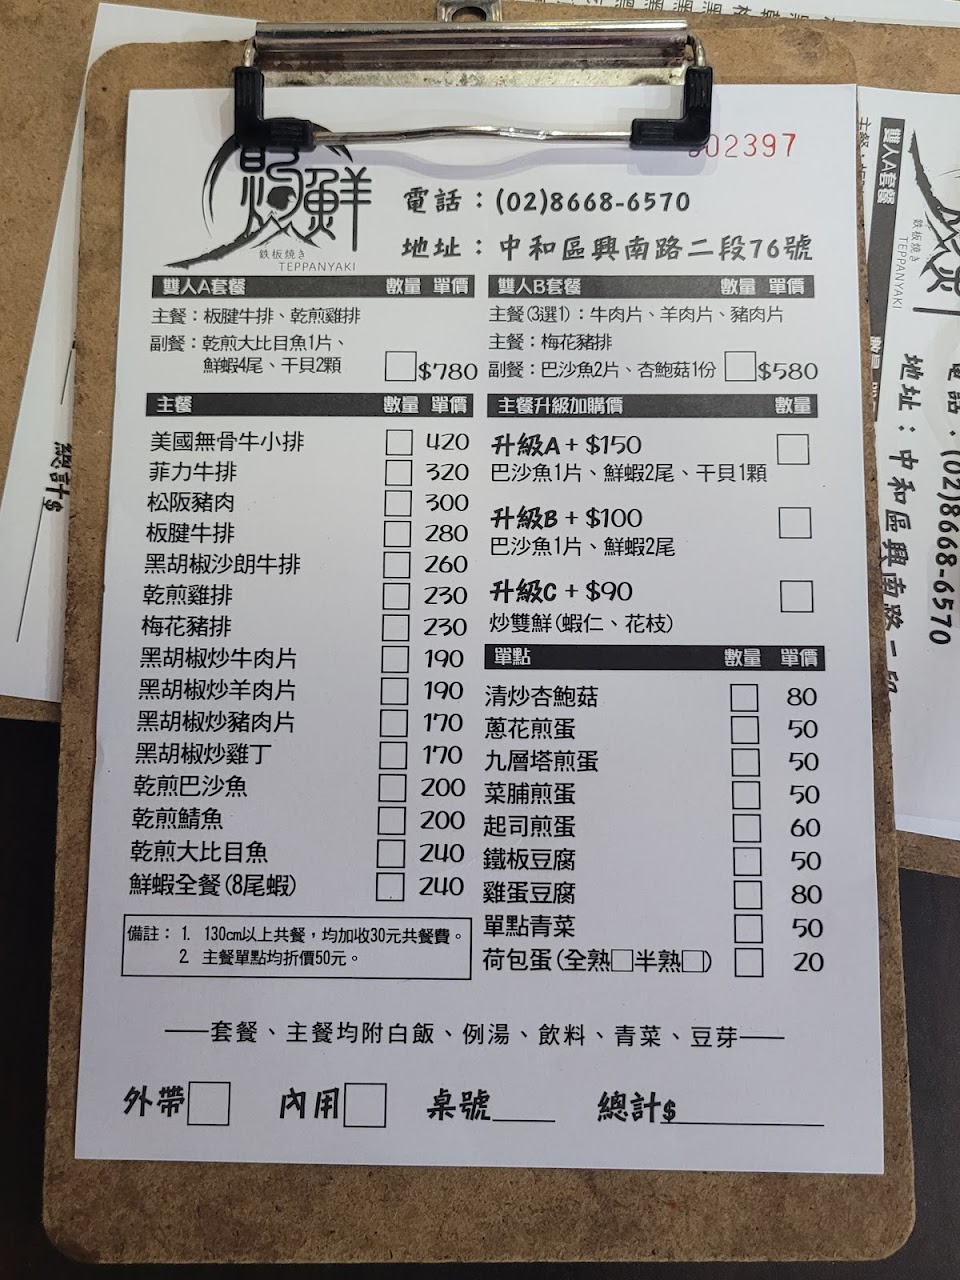 02397
鮮
鉄板焼き
TEPPANYAKI
電話：(02)8668-6570
地址：中和區興南路二段76號
雙人A套餐 數量 單價
主餐：板腱牛排、乾煎雞排
副餐：乾煎大比目魚1片、
鮮蝦4尾、干貝2顆 $780
雙人B套餐 數量 單價
主餐(3選1)：牛肉片、羊肉片、豬肉片
主餐：梅花豬排
副餐：巴沙魚2片、杏鮑菇1份 $580
主餐 數量 單價
美國無骨牛小排 420
菲力牛排 320
松阪豬肉 300
板腱牛排 280
黑胡椒沙朗牛排 260
乾煎雞排 230
梅花豬排 230
黑胡椒炒牛肉片 190
黑胡椒炒羊肉片 190
黑胡椒炒豬肉片 170
黑胡椒炒雞丁 170
乾煎巴沙魚 200
乾煎鯖魚 200
乾煎大比目魚 240
鮮蝦全餐(8尾蝦) 240
備註：1. 130cm以上共餐，均加收30元共餐費。
2. 主餐單點均折價50元。
主餐升級加購價 數量
升級A + $150
巴沙魚1片、鮮蝦2尾、干貝1顆
升級B + $100
巴沙魚1片、鮮蝦2尾
升級C + $90
炒雙鮮(蝦仁、花枝)
單點 數量 單價
清炒杏鮑菇 80
蔥花煎蛋 50
九層塔煎蛋 50
菜脯煎蛋 50
起司煎蛋 60
鐵板豆腐 50
雞蛋豆腐 80
單點青菜 50
荷包蛋(全熟□半熟□) 20
——套餐、主餐均附白飯、例湯、飲料、青菜、豆芽——
外帶 內用 桌號____ 總計$________
總計$
雙人A套餐
鉄板焼き
TEPPANYAKI
(02)8668-6570
地址：中和區興南路二段